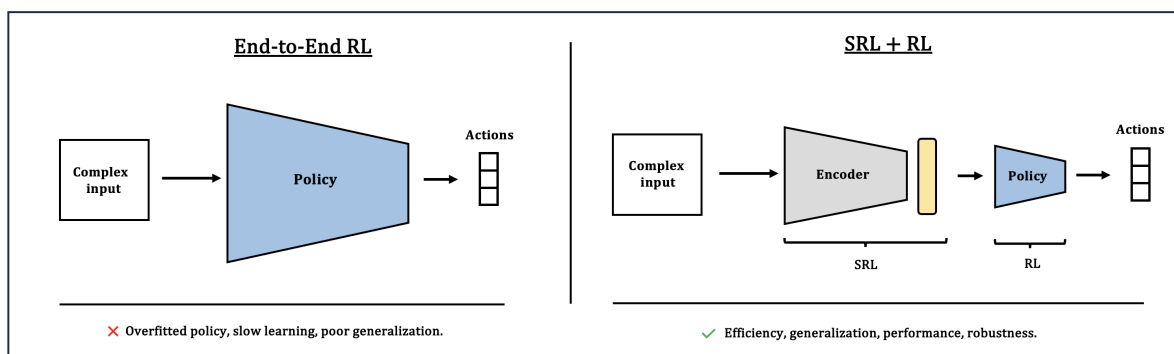 End-to-End RL
Complex
input
Policy
Actions
Overfitted policy, slow learning, poor generalization.
SRL + RL
Complex
input
Encoder
Policy
Actions
SRL
RL
Efficiency, generalization, performance, robustness.